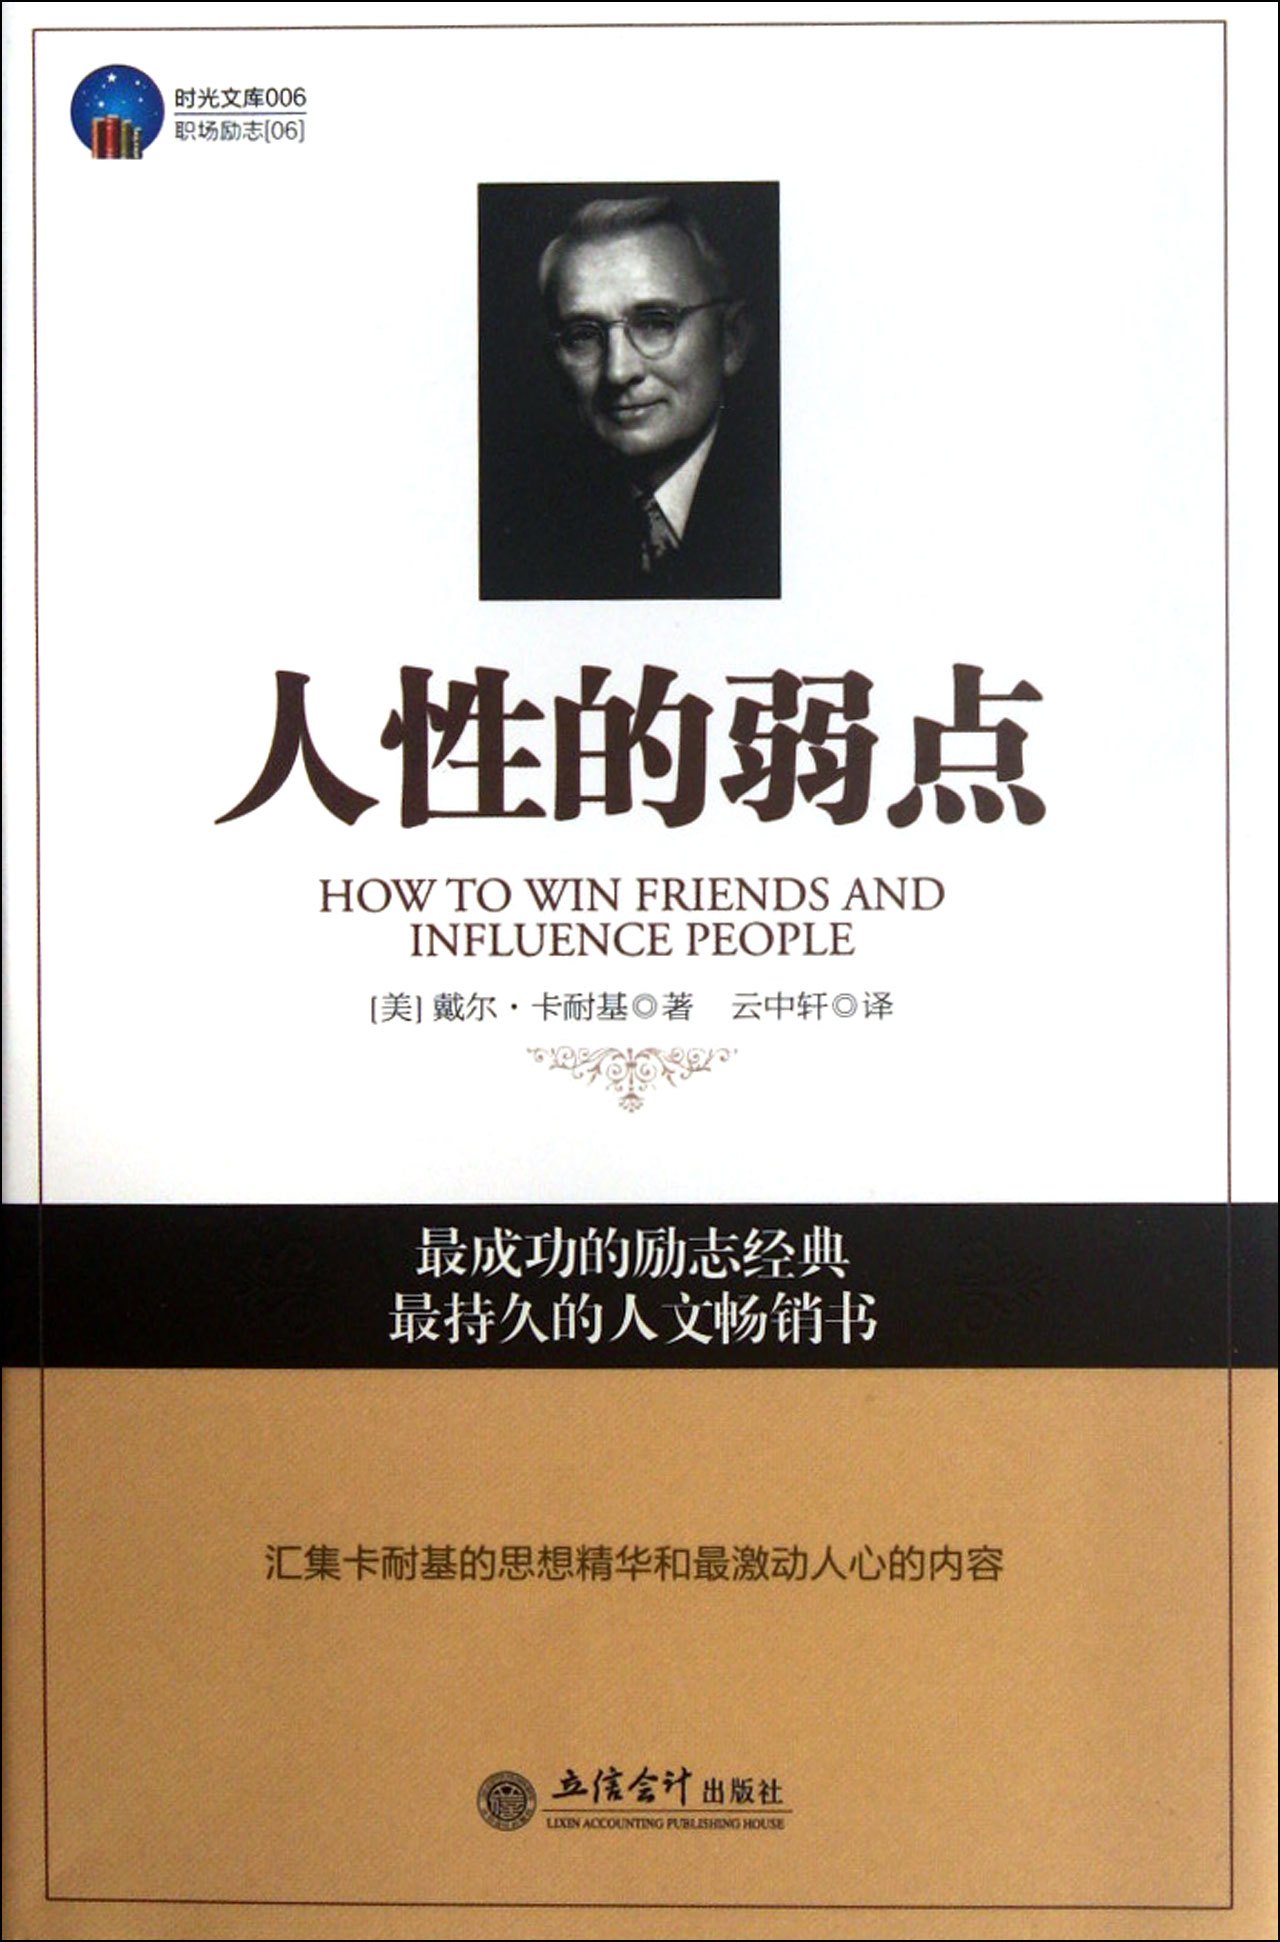 时光文库006
职场励志[06]
人性的弱点
HOW TO WIN FRIENDS AND
INFLUENCE PEOPLE
[美] 戴尔·卡耐基◎著 云中轩◎译
最成功的励志经典
最持久的人文畅销书
汇集卡耐基的思想精华和最激动人心的内容
立信会计出版社
LIXIN ACCOUNTING PUBLISHING HOUSE